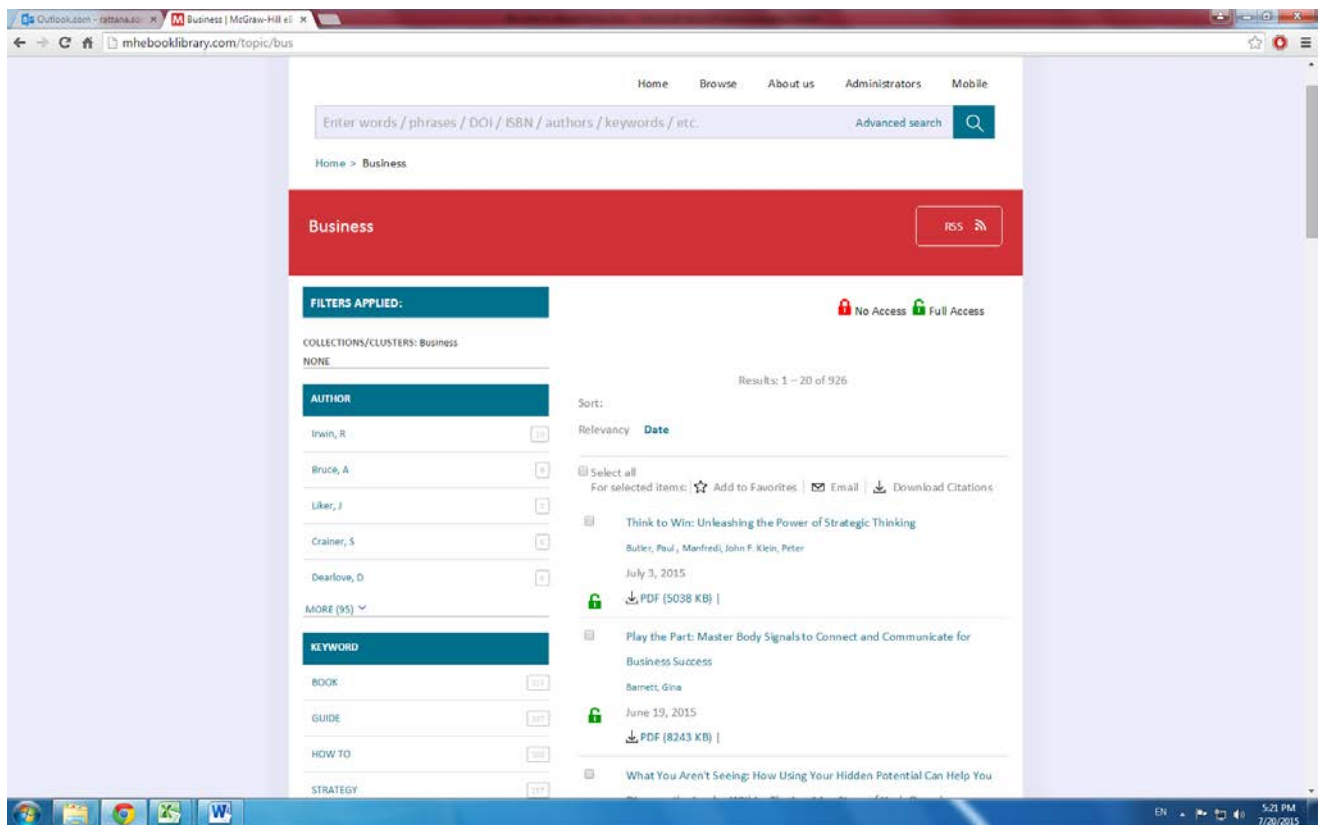 Outlook.com -
Business | McGraw-Hill eB
mhebooklibrary.com/topic/bus
Home Browse About us Administrators Mobile
Enter words / phrases / DOI / ISBN / authors / keywords / etc. Advanced search
Home > Business
Business RSS
FILTERS APPLIED:
No Access Full Access
COLLECTIONS/CLUSTERS: Business
NONE
Results: 1 – 20 of 926
AUTHOR
Sort:
Irwin, R
Relevancy Date
Bruce, A
Select all
For selected items: Add to Favorites | Email | Download Citations
Liker, J
Crainer, S
Dearlove, D
MORE (95)
Think to Win: Unleashing the Power of Strategic Thinking
Butler, Paul , Manfredi, John F. Klein, Peter
July 3, 2015
PDF (5038 KB) |
KEYWORD
BOOK
GUIDE
HOW TO
STRATEGY
Play the Part: Master Body Signals to Connect and Communicate for
Business Success
Barnett, Gina
June 19, 2015
PDF (8243 KB) |
What You Aren't Seeing: How Using Your Hidden Potential Can Help You
EN 5:21 PM
7/20/2015